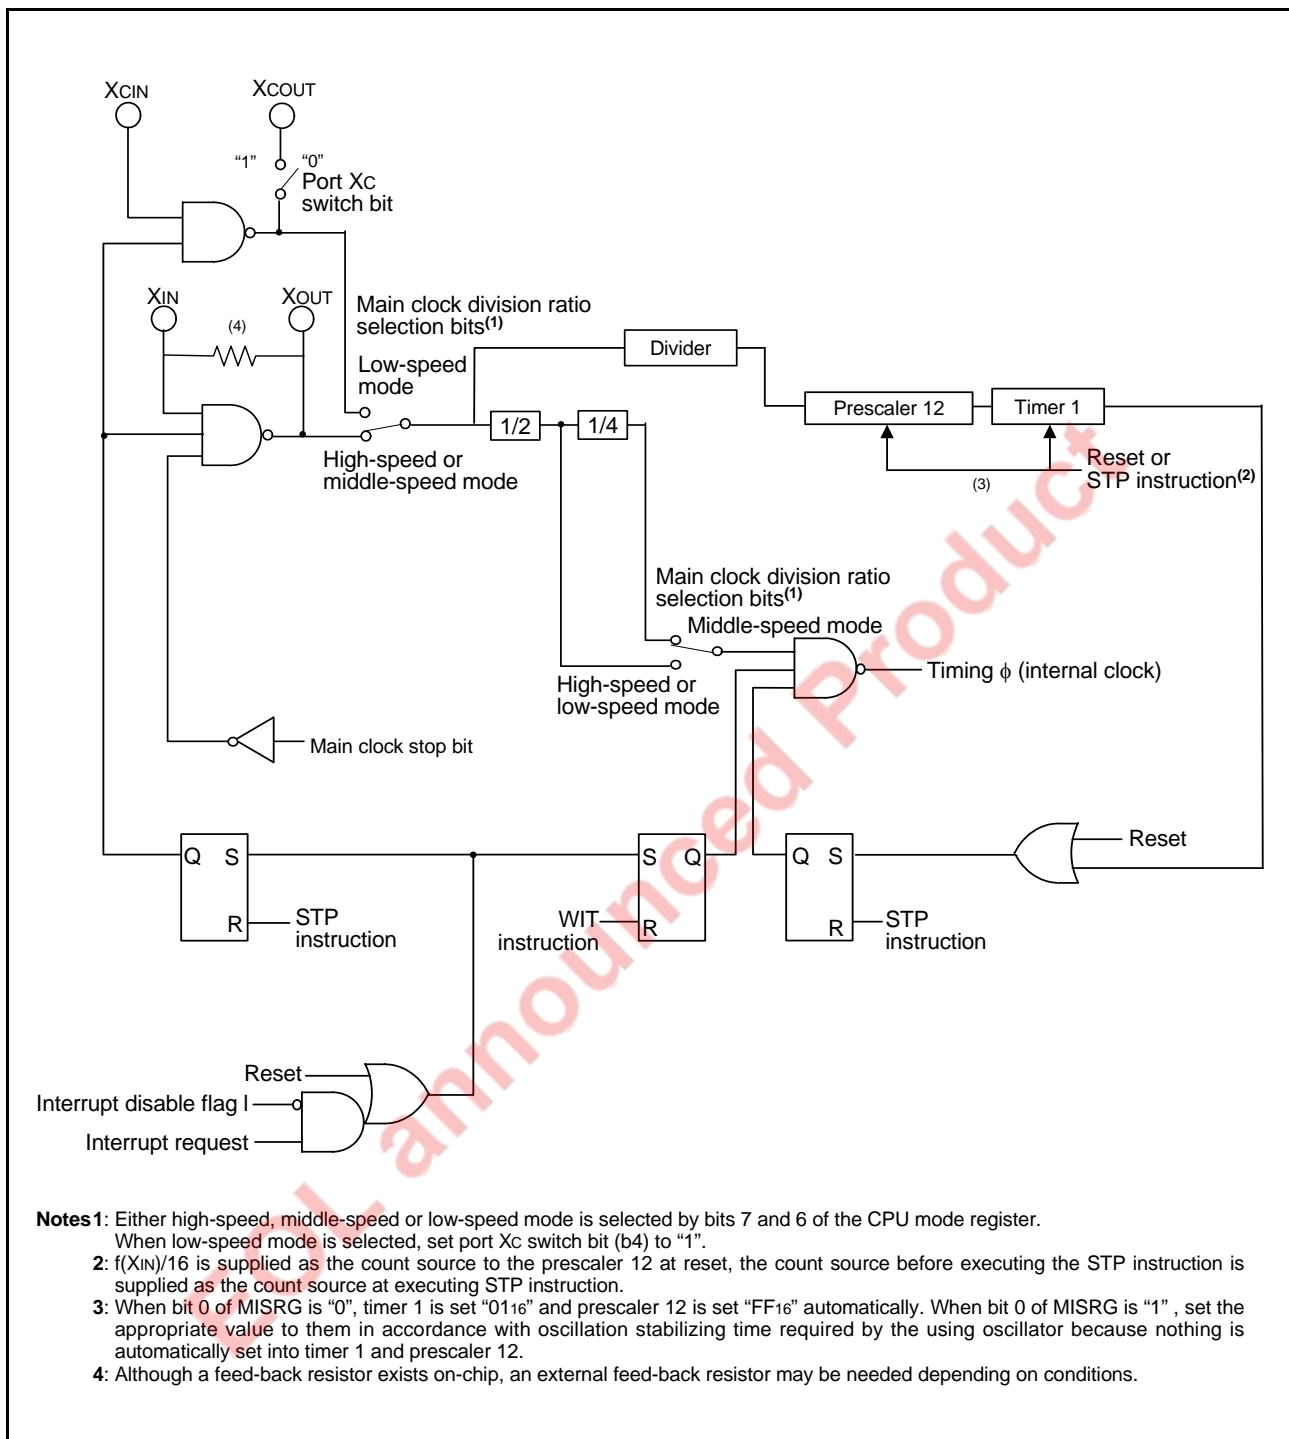 XCIN
XCOUT
“1” “0”
Port XC
switch bit
XIN
XOUT
(4)
Main clock division ratio
selection bits(1)
Low-speed
mode
Divider
Prescaler 12
Timer 1
1/2
1/4
High-speed or
middle-speed mode
(3)
Reset or
STP instruction(2)
Main clock division ratio
selection bits(1)
Middle-speed mode
Timing ϕ (internal clock)
High-speed or
low-speed mode
Main clock stop bit
Reset
Q S
S Q
Q S
R
STP
instruction
WIT
instruction
R
R
STP
instruction
Reset
Interrupt disable flag I
Interrupt request
EOL announced Product
Notes1: Either high-speed, middle-speed or low-speed mode is selected by bits 7 and 6 of the CPU mode register.
When low-speed mode is selected, set port XC switch bit (b4) to “1”.
2: f(XIN)/16 is supplied as the count source to the prescaler 12 at reset, the count source before executing the STP instruction is
supplied as the count source at executing STP instruction.
3: When bit 0 of MISRG is “0”, timer 1 is set “0116” and prescaler 12 is set “FF16” automatically. When bit 0 of MISRG is “1” , set the
appropriate value to them in accordance with oscillation stabilizing time required by the using oscillator because nothing is
automatically set into timer 1 and prescaler 12.
4: Although a feed-back resistor exists on-chip, an external feed-back resistor may be needed depending on conditions.